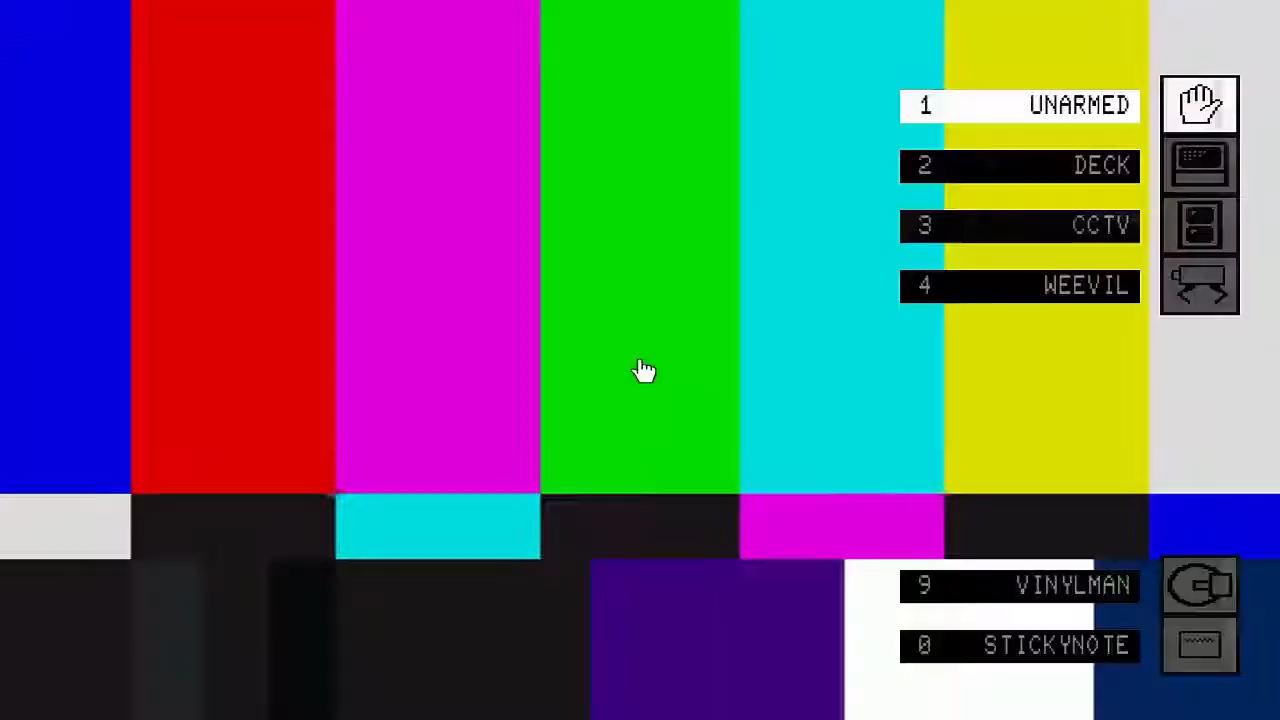 1 UNARMED
2 DECK
3 CCTV
4 WEEVIL
9 VINYLMAN
0 STICKYNOTE